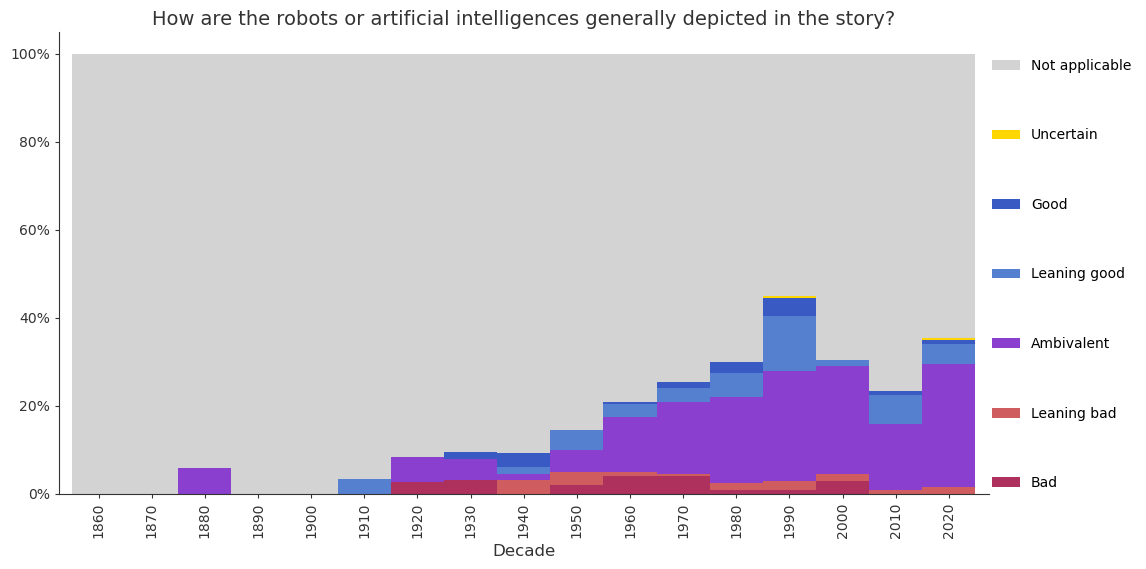 How are the robots or artificial intelligences generally depicted in the story?
100%
80%
60%
40%
20%
0%
1860
1870
1880
1890
1900
1910
1920
1930
1940
1950
1960
1970
1980
1990
2000
2010
2020
Decade
Not applicable
Uncertain
Good
Leaning good
Ambivalent
Leaning bad
Bad